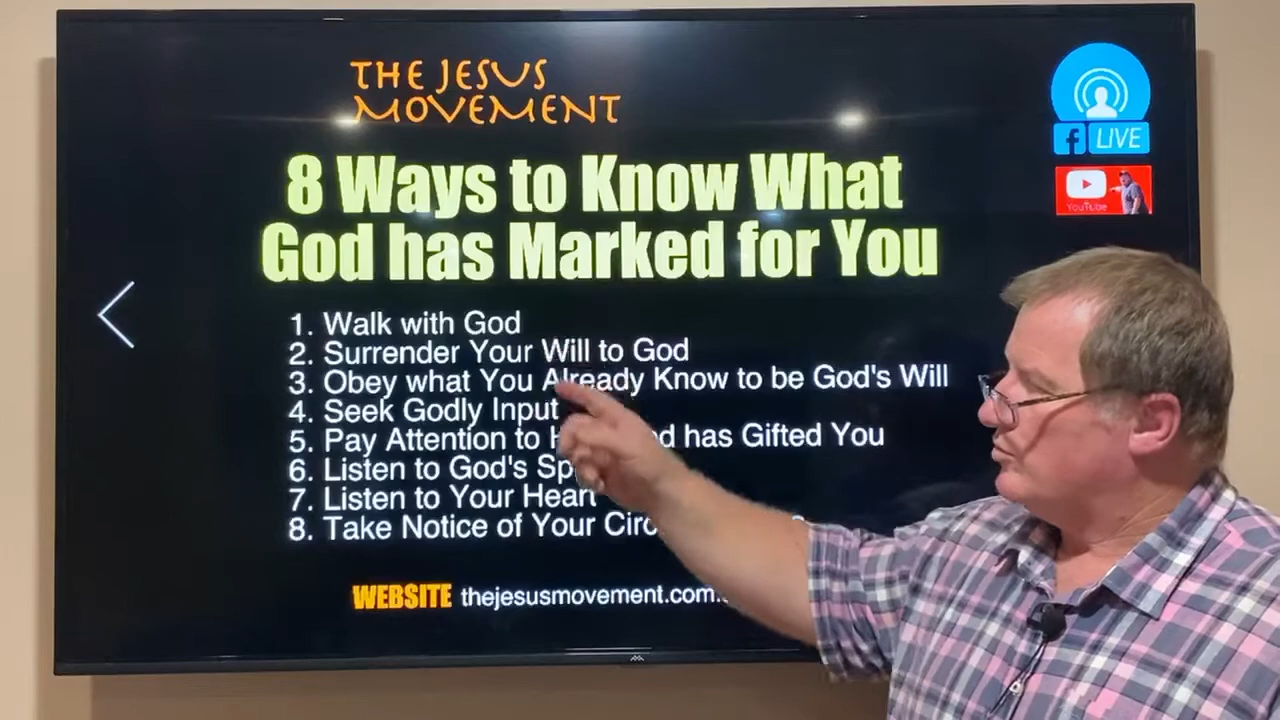 THE JESUS
MOVEMENT
LIVE
YouTube
8 Ways to Know What
God has Marked for You
1. Walk with God
2. Surrender Your Will to God
3. Obey what You Already Know to be God's Will
4. Seek Godly Input
5. Pay Attention to has Gifted You
6. Listen to God's
7. Listen to Your Heart
8. Take Notice of Your
WEBSITE thejesusmovement.com.